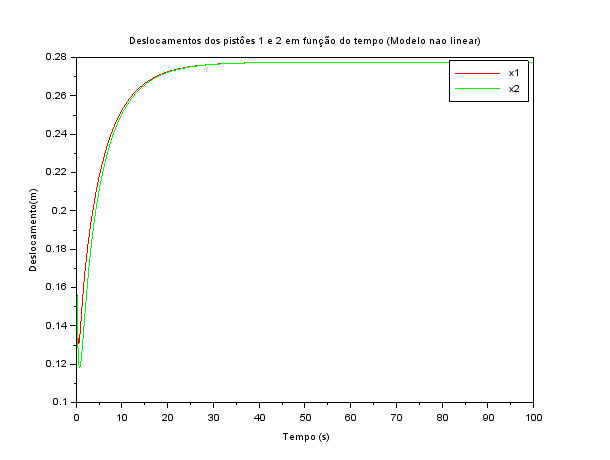 Deslocamentos dos pistões 1 e 2 em função do tempo (Modelo nao linear)
0.28
x1
x2
0.26
0.24
0.22
0.2
Deslocamento(m)
0.18
0.16
0.14
0.12
0.1
0 10 20 30 40 50 60 70 80 90 100
Tempo (s)